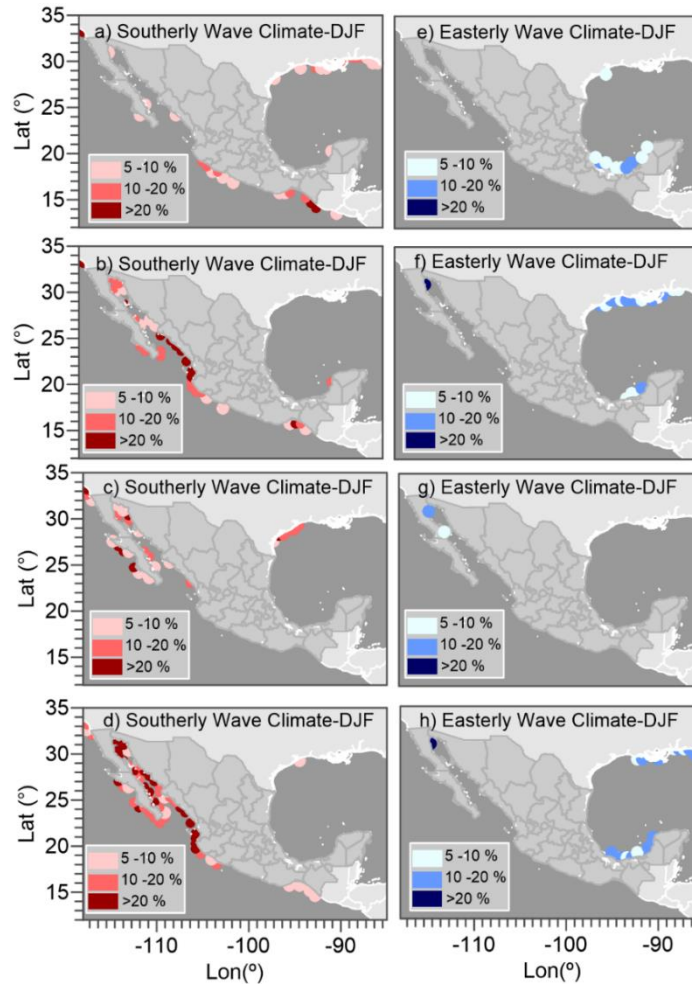 a) Southerly Wave Climate-DJF
e) Easterly Wave Climate-DJF
35
30
25
20
15
Lat (°)
5 -10 %
10 -20 %
>20 %
5 -10 %
10 -20 %
>20 %
b) Southerly Wave Climate-DJF
f) Easterly Wave Climate-DJF
35
30
25
20
15
Lat (°)
5 -10 %
10 -20 %
>20 %
5 -10 %
10 -20 %
>20 %
c) Southerly Wave Climate-DJF
g) Easterly Wave Climate-DJF
35
30
25
20
15
Lat (°)
5 -10 %
10 -20 %
>20 %
5 -10 %
10 -20 %
>20 %
d) Southerly Wave Climate-DJF
h) Easterly Wave Climate-DJF
35
30
25
20
15
Lat (°)
5 -10 %
10 -20 %
>20 %
5 -10 %
10 -20 %
>20 %
-110 -100 -90
-110 -100 -90
Lon(º)
Lon(º)